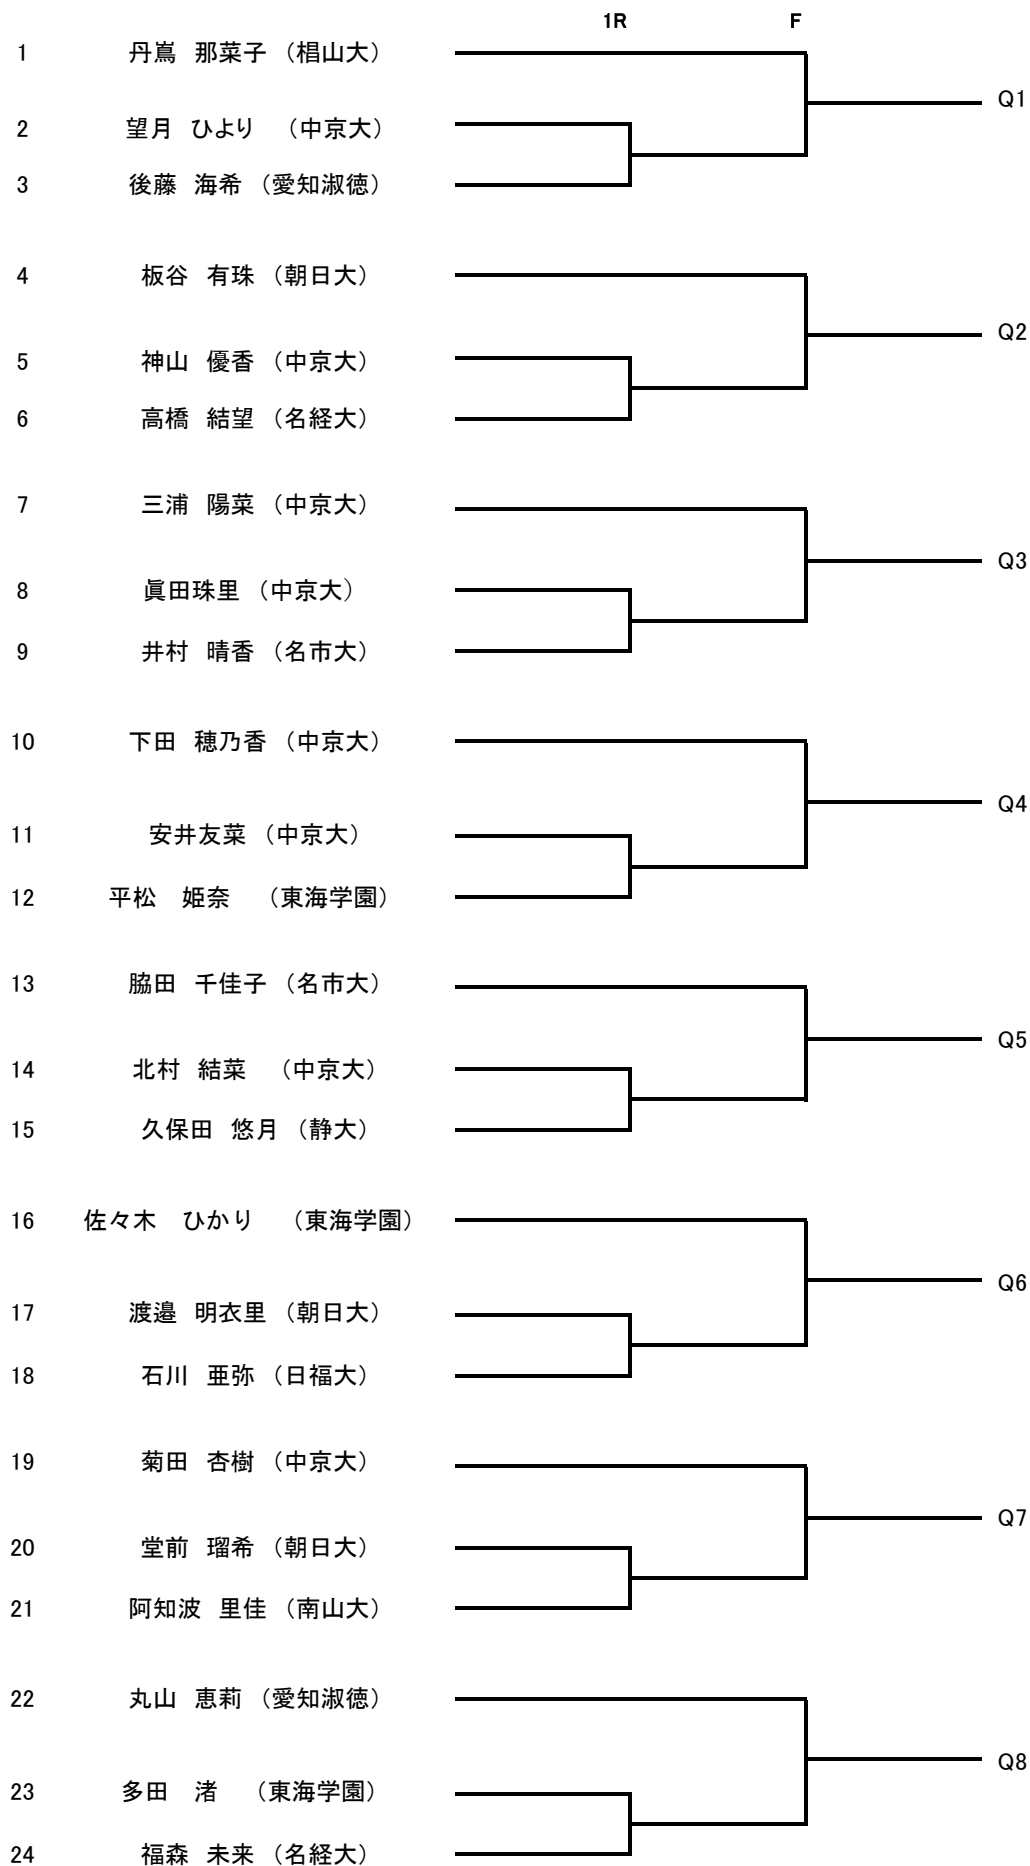 1R F
1 丹嶌 那菜子 （椙山大）
Q1
2 望月 ひより （中京大）
3 後藤 海希 （愛知淑徳）
4 板谷 有珠 （朝日大）
Q2
5 神山 優香 （中京大）
6 高橋 結望 （名経大）
7 三浦 陽菜 （中京大）
Q3
8 眞田珠里 （中京大）
9 井村 晴香 （名市大）
10 下田 穂乃香 （中京大）
Q4
11 安井友菜 （中京大）
12 平松 姫奈 （東海学園）
13 脇田 千佳子 （名市大）
Q5
14 北村 結菜 （中京大）
15 久保田 悠月 （静大）
16 佐々木 ひかり （東海学園）
Q6
17 渡邉 明衣里 （朝日大）
18 石川 亜弥 （日福大）
19 菊田 杏樹 （中京大）
Q7
20 堂前 瑠希 （朝日大）
21 阿知波 里佳 （南山大）
22 丸山 恵莉 （愛知淑徳）
Q8
23 多田 渚 （東海学園）
24 福森 未来 （名経大）